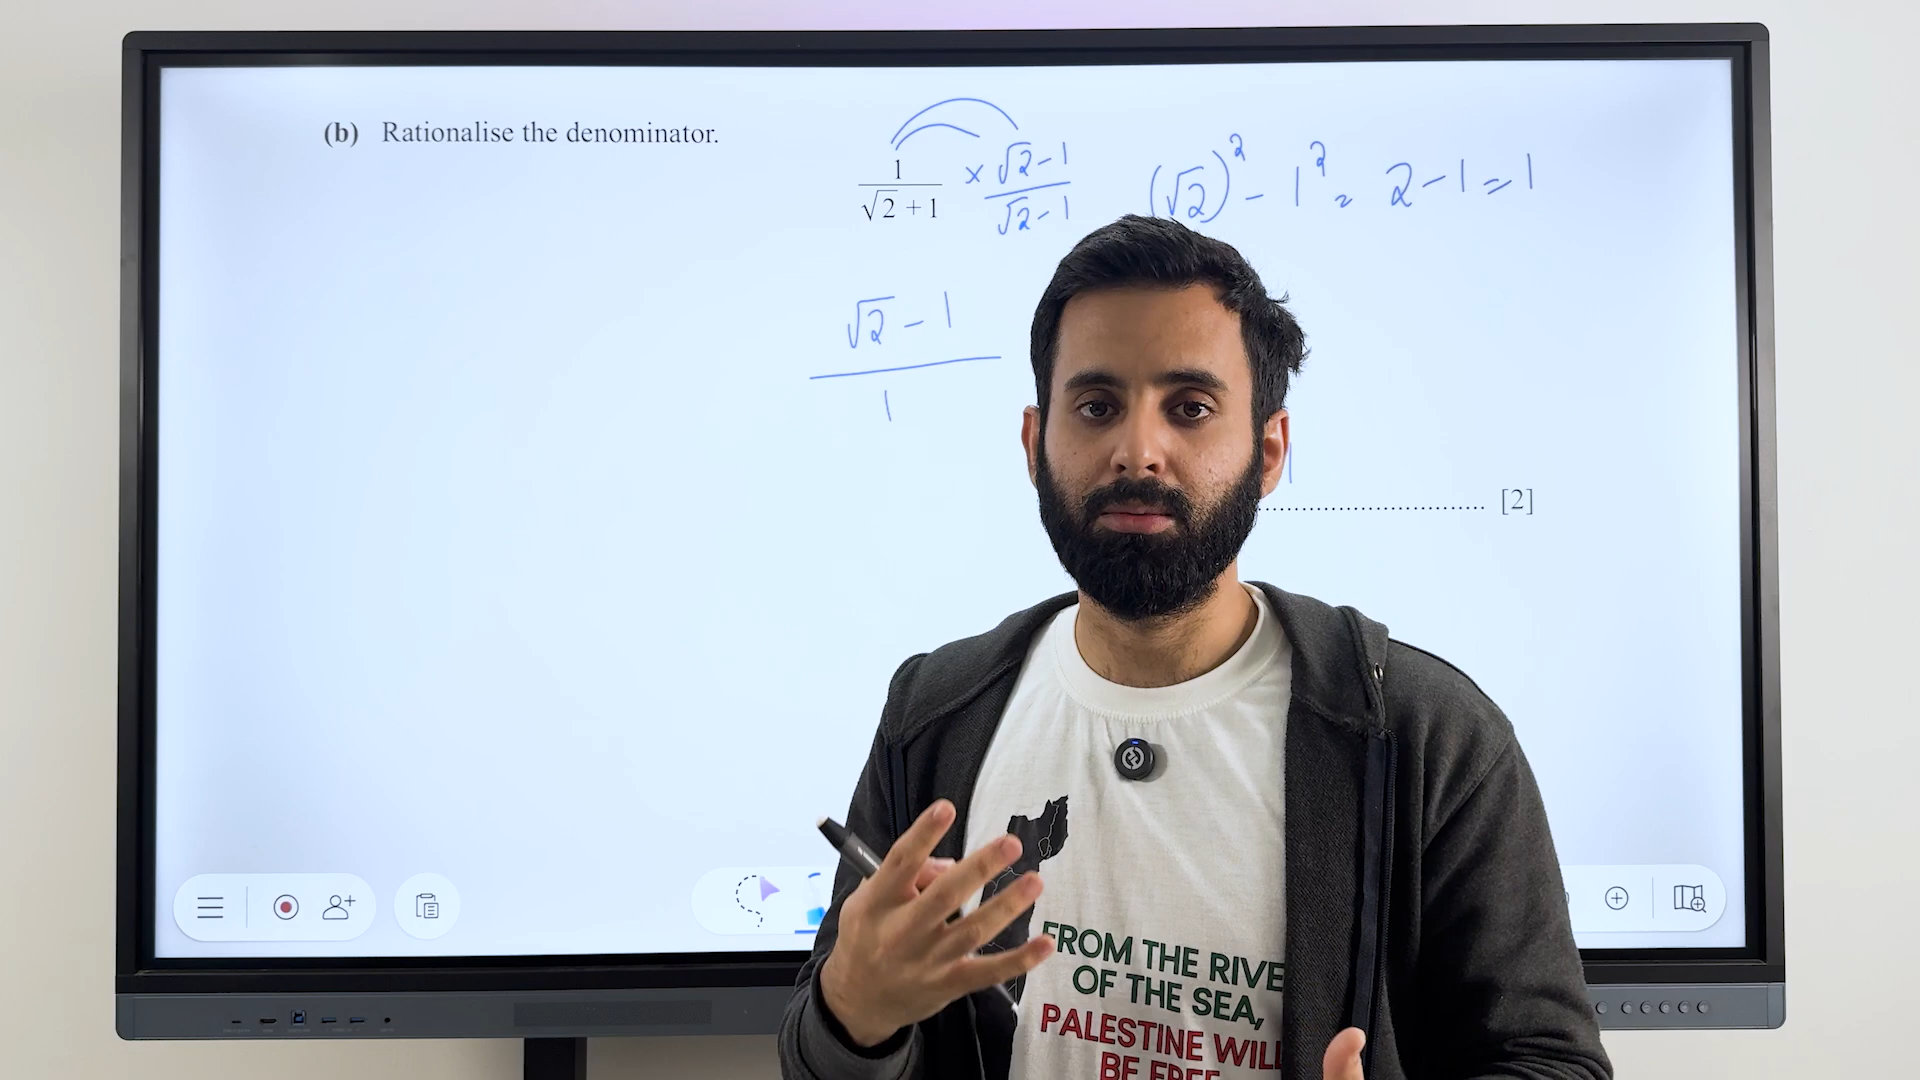 (b) Rationalise the denominator.
1/(√2 + 1) × (√2 - 1)/(√2 - 1)
(√2)² - 1² = 2 - 1 = 1
(√2 - 1)/1
1
[2]
FROM THE RIVE
OF THE SEA,
PALESTINE WILL
BE FREE